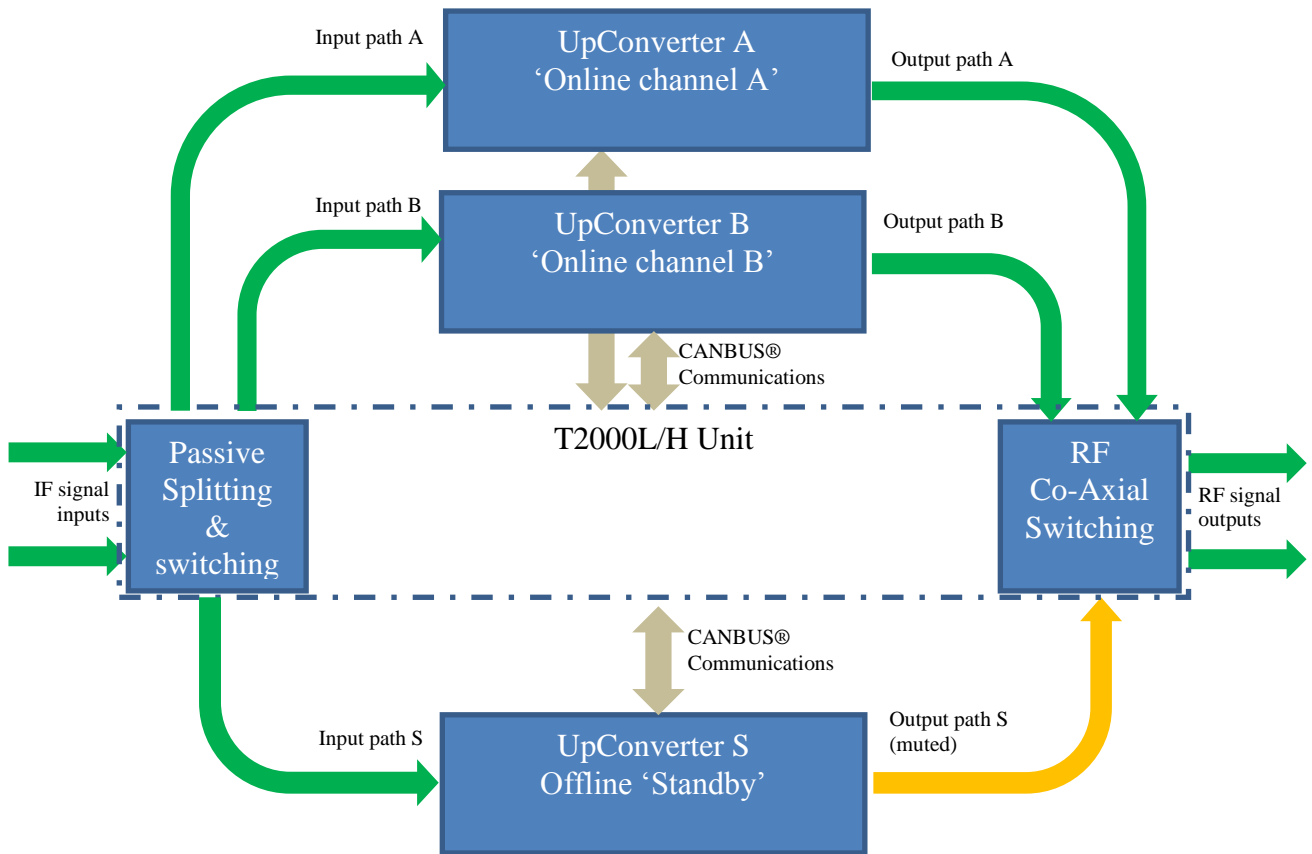 Input path A
UpConverter A
‘Online channel A’
Output path A
Input path B
UpConverter B
‘Online channel B’
Output path B
CANBUS®
Communications
T2000L/H Unit
IF signal
inputs
Passive
Splitting
&
switching
RF
Co-Axial
Switching
RF signal
outputs
CANBUS®
Communications
Input path S
UpConverter S
Offline ‘Standby’
Output path S
(muted)